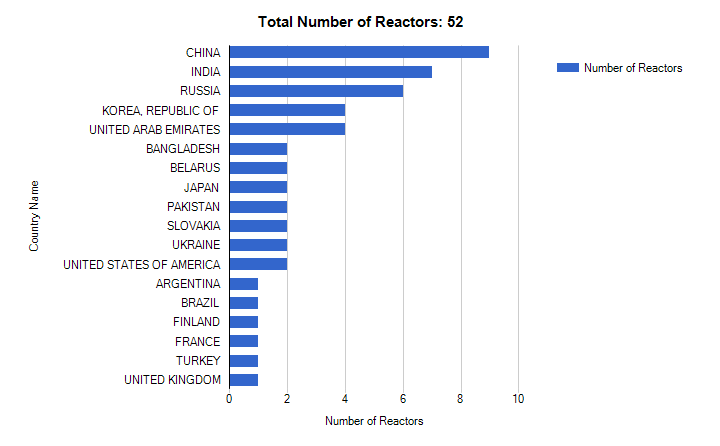 Total Number of Reactors: 52
CHINA
INDIA
RUSSIA
KOREA, REPUBLIC OF
UNITED ARAB EMIRATES
BANGLADESH
BELARUS
JAPAN
PAKISTAN
SLOVAKIA
UKRAINE
UNITED STATES OF AMERICA
ARGENTINA
BRAZIL
FINLAND
FRANCE
TURKEY
UNITED KINGDOM
Country Name
0 2 4 6 8 10
Number of Reactors
Number of Reactors